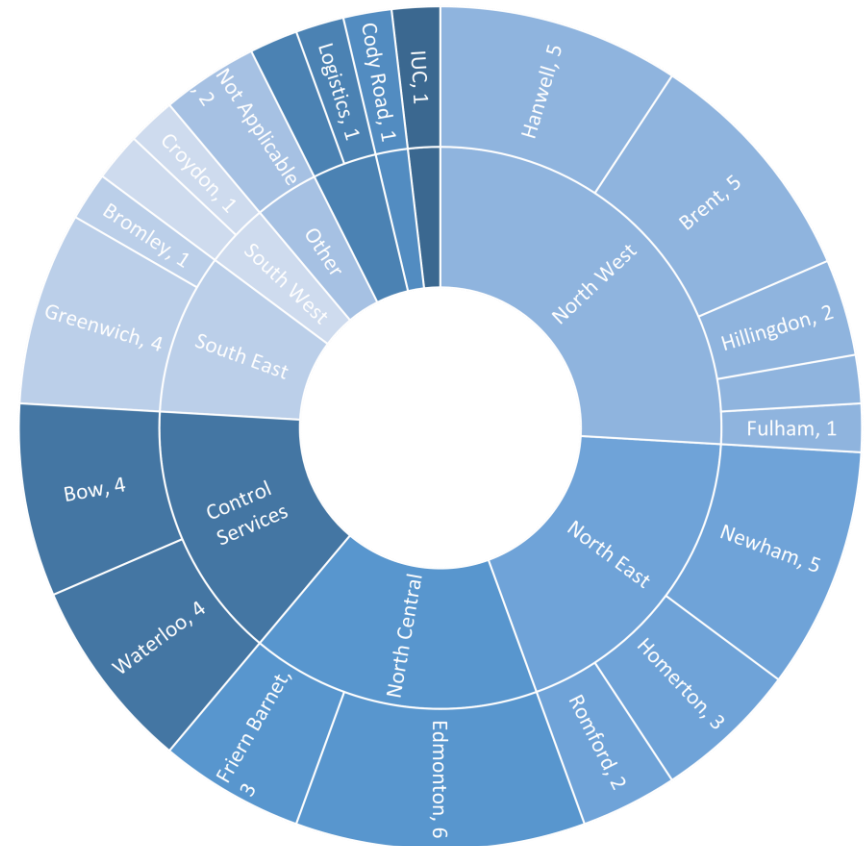 Hanwell, 5
Brent, 5
Hillingdon, 2
Fulham, 1
North West
Newham, 5
Homerton, 3
Romford, 2
North East
Edmonton, 6
Friern Barnet,
3
North Central
Waterloo, 4
Bow, 4
Control
Services
Greenwich, 4
Bromley, 1
South East
Croydon, 1
South West
Not Applicable
, 2
Other
Logistics, 1
Cody Road, 1
IUC, 1